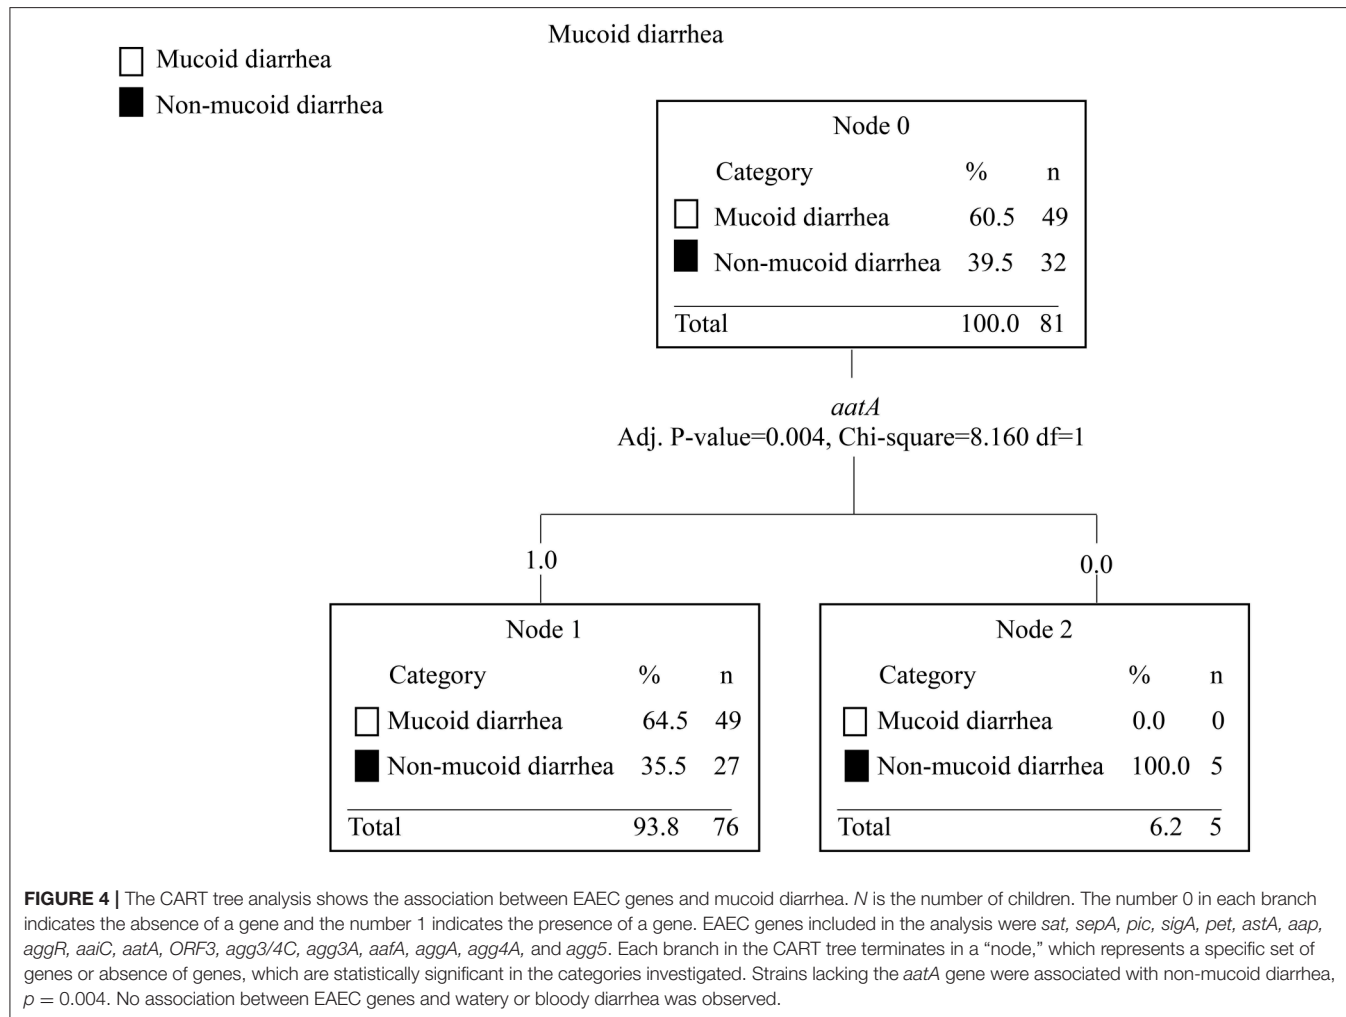 Mucoid diarrhea
Mucoid diarrhea
Non-mucoid diarrhea
Node 0
Category % n
Mucoid diarrhea 60.5 49
Non-mucoid diarrhea 39.5 32
Total 100.0 81
aatA
Adj. P-value=0.004, Chi-square=8.160 df=1
1.0
0.0
Node 1
Category % n
Mucoid diarrhea 64.5 49
Non-mucoid diarrhea 35.5 27
Total 93.8 76
Node 2
Category % n
Mucoid diarrhea 0.0 0
Non-mucoid diarrhea 100.0 5
Total 6.2 5
FIGURE 4 | The CART tree analysis shows the association between EAEC genes and mucoid diarrhea. N is the number of children. The number 0 in each branch
indicates the absence of a gene and the number 1 indicates the presence of a gene. EAEC genes included in the analysis were sat, sepA, pic, sigA, pet, astA, aap,
aggR, aaiC, aatA, ORF3, agg3/4C, agg3A, aafA, aggA, agg4A, and agg5. Each branch in the CART tree terminates in a “node,” which represents a specific set of
genes or absence of genes, which are statistically significant in the categories investigated. Strains lacking the aatA gene were associated with non-mucoid diarrhea,
p = 0.004. No association between EAEC genes and watery or bloody diarrhea was observed.